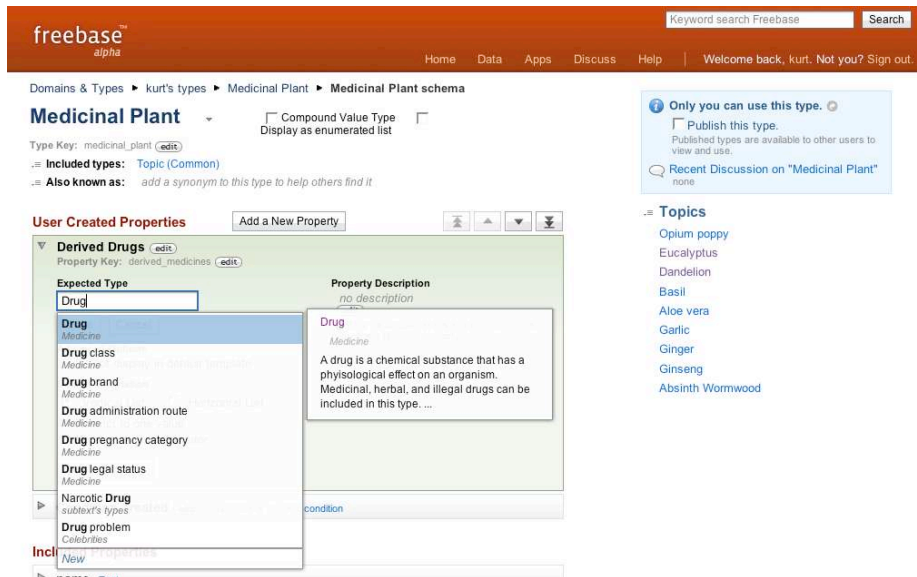 freebase™
alpha
Keyword search Freebase Search
Home Data Apps Discuss Help | Welcome back, kurt. Not you? Sign out.
Domains & Types ▸ kurt's types ▸ Medicinal Plant ▸ Medicinal Plant schema
Medicinal Plant
Compound Value Type
Display as enumerated list
Type Key: medicinal_plant edit
Included types: Topic (Common)
Also known as: add a synonym to this type to help others find it
Only you can use this type.
Publish this type.
Published types are available to other users to
view and use.
Recent Discussion on "Medicinal Plant"
none
User Created Properties Add a New Property
Derived Drugs edit
Property Key: derived_medicines edit
Expected Type
Drug
Property Description
no description
Drug
Medicine
Drug class
Medicine
Drug brand
Medicine
Drug administration route
Medicine
Drug pregnancy category
Medicine
Drug legal status
Medicine
Narcotic Drug
subtext's types
Drug problem
Celebrities
New
Drug
Medicine
A drug is a chemical substance that has a
phyisological effect on an organism.
Medicinal, herbal, and illegal drugs can be
included in this type. ...
condition
Properties
Topics
Opium poppy
Eucalyptus
Dandelion
Basil
Aloe vera
Garlic
Ginger
Ginseng
Absinth Wormwood